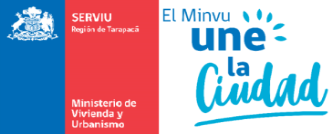 SERVIU
Región de Tarapacá
Ministerio de
Vivienda y
Urbanismo
El Minvu
une
la
Ciudad